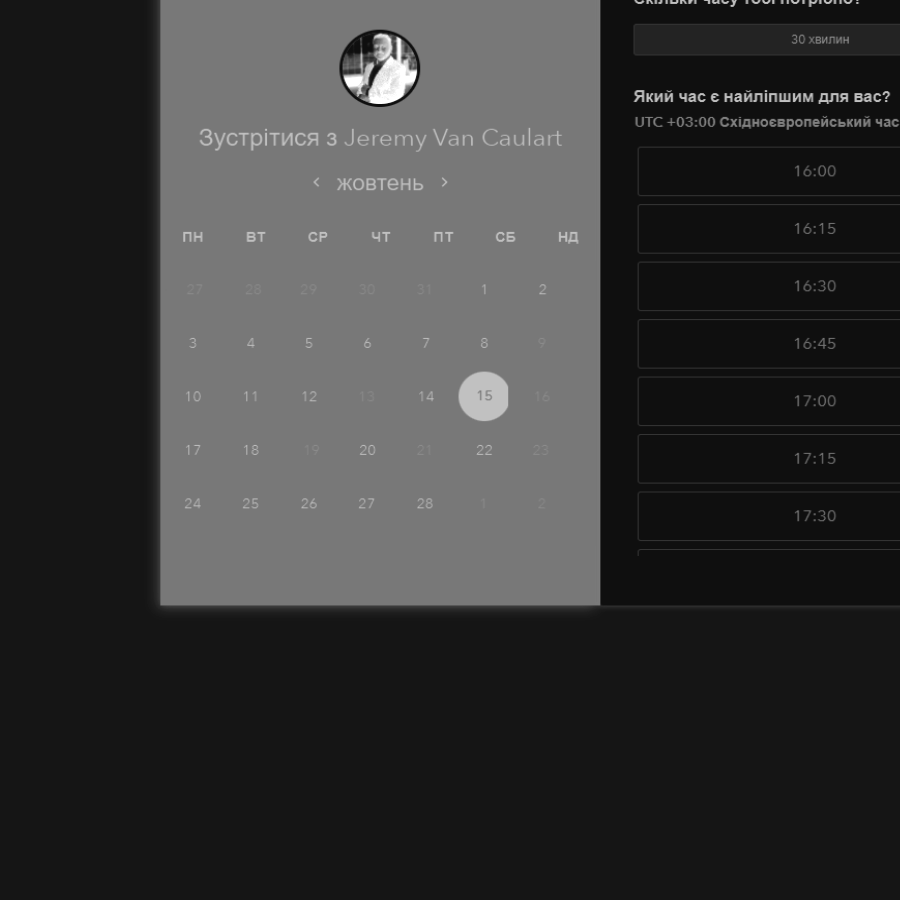 Зустрітися з Jeremy Van Caulart
< жовтень >
ПН ВТ СР ЧТ ПТ СБ НД
27 28 29 30 31 1 2
3 4 5 6 7 8 9
10 11 12 13 14 15 16
17 18 19 20 21 22 23
24 25 26 27 28 1 2
Скільки часу тобі потрібно?
30 хвилин
Який час є найліпшим для вас?
UTC +03:00 Східноєвропейський час
16:00
16:15
16:30
16:45
17:00
17:15
17:30